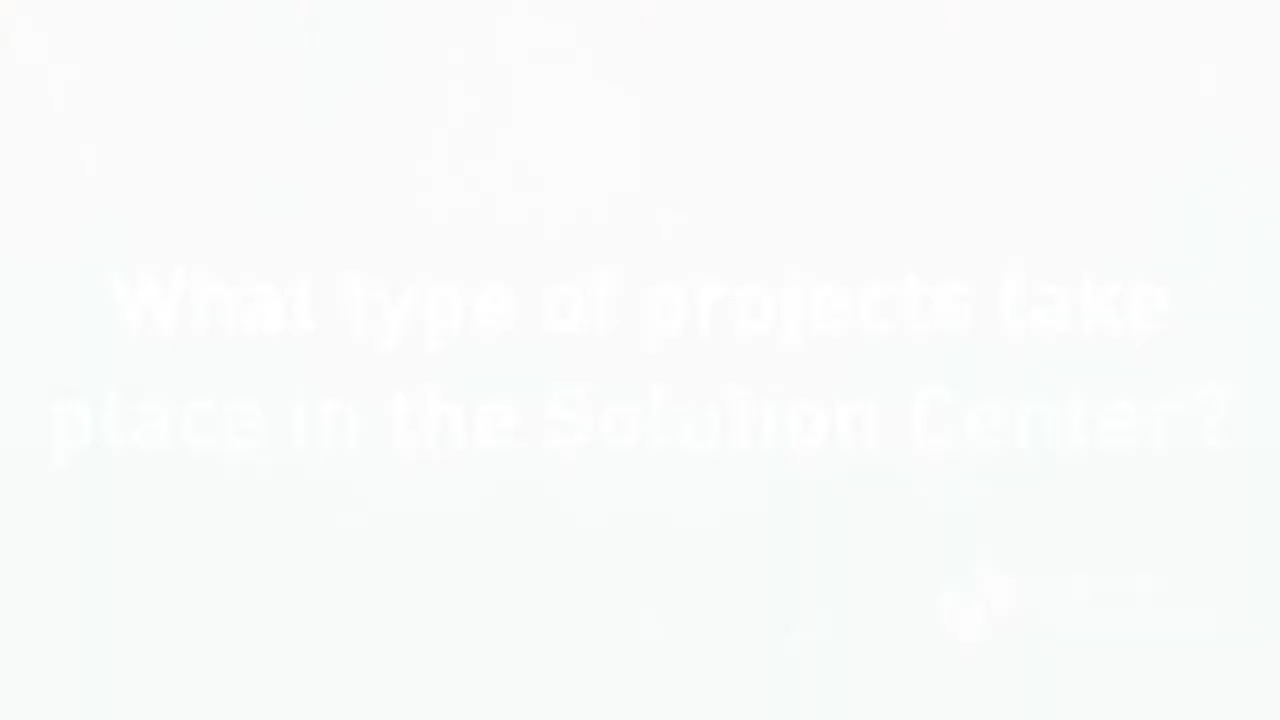 What type of projects take
place in the Solution Center?